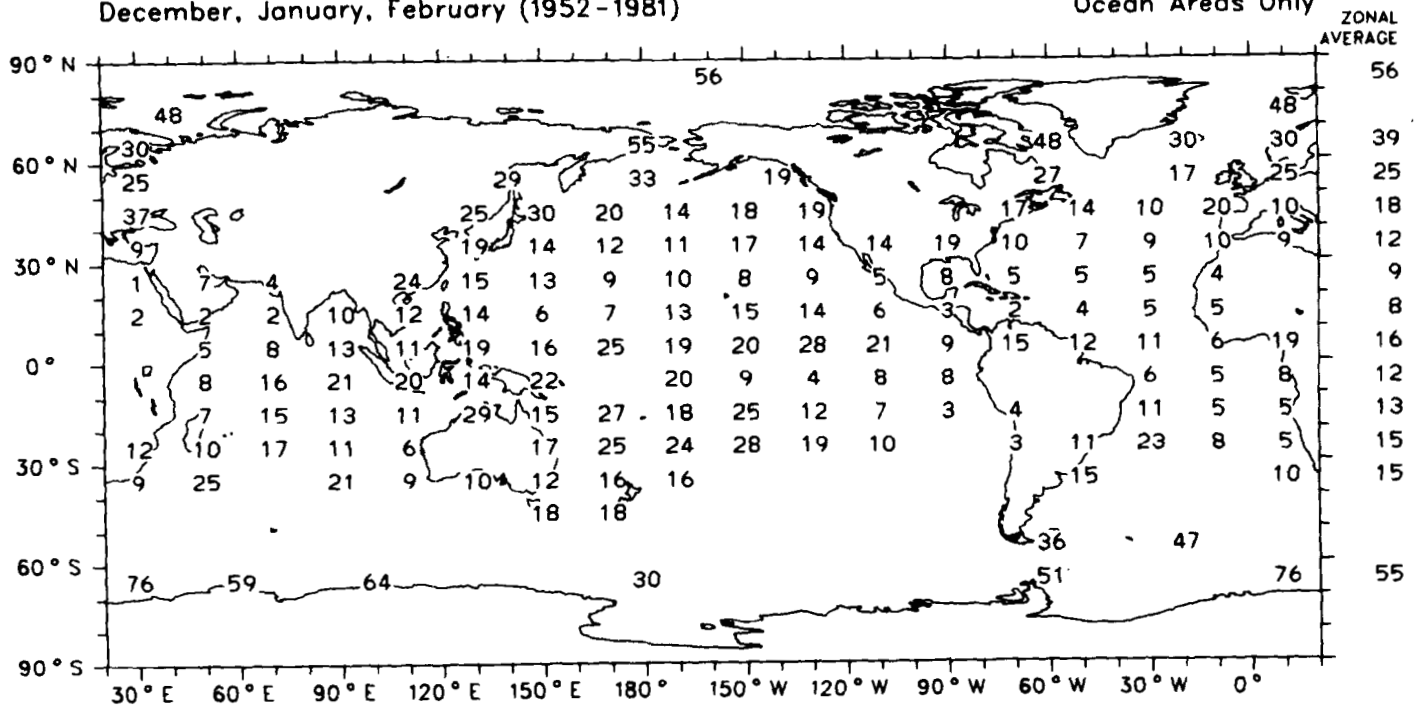 December, January, February (1952-1981) Ocean Areas Only
ZONAL
AVERAGE
90°N 56 56
48 48
30 55 48 30 30 39
60°N
25 29 33 19 27 17 25 25
37 25 30 20 14 18 19 17 14 10 20 10 18
9 19 14 12 11 17 14 14 19 10 7 9 10 9 12
30°N
1 7 4 24 15 13 9 10 8 9 5 8 5 5 5 4 9
2 2 2 10 12 14 6 7 13 15 14 6 3 2 4 5 5 8
5 8 13 11 19 16 25 19 20 28 21 9 15 12 11 6 19 16
0°
8 16 21 20 14 22 20 9 4 8 8 6 5 8 12
7 15 13 11 29 15 27 18 25 12 7 3 4 11 5 5 13
12 10 17 11 6 17 25 24 28 19 10 3 11 23 8 5 15
30°S
9 25 21 9 10 12 16 16 15 10 15
18 18
36 47
60°S
76 59 64 30 51 76 55
90°S
30°E 60°E 90°E 120°E 150°E 180° 150°W 120°W 90°W 60°W 30°W 0°